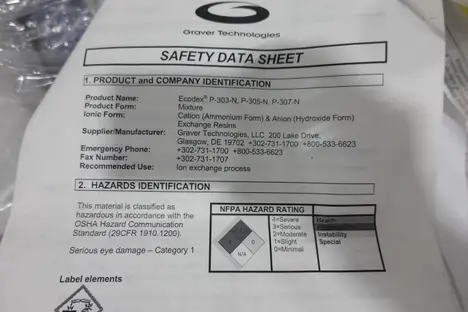 Graver Technologies
SAFETY DATA SHEET
1. PRODUCT and COMPANY IDENTIFICATION
Product Name: Ecodex® P-303-N, P-305-N, P-307-N
Product Form: Mixture
Ionic Form: Cation (Ammonium Form) & Anion (Hydroxide Form)
Exchange Resins
Supplier/Manufacturer: Graver Technologies, LLC 200 Lake Drive,
Glasgow, DE 19702 +302-731-1700 +800-533-6623
Emergency Phone: +302-731-1700 +800-533-6623
Fax Number: +302-731-1707
Recommended Use: Ion exchange process
2. HAZARDS IDENTIFICATION
This material is classified as
hazardous in accordance with the
OSHA Hazard Communication
Standard (29CFR 1910.1200).
Serious eye damage – Category 1
NFPA HAZARD RATING
4=Severe Health
3=Serious
2=Moderate Instability
1=Slight Special
0=Minimal
1
0
N/A
Label elements